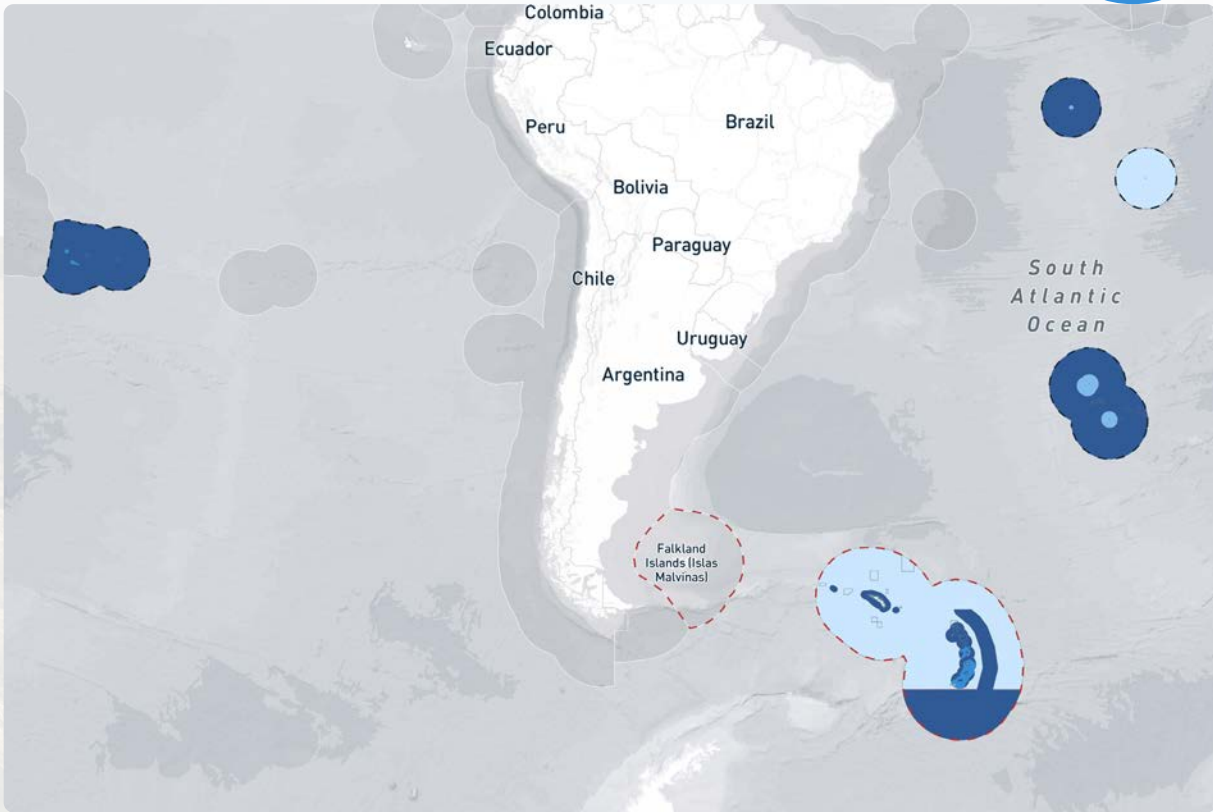 Colombia
Ecuador
Peru
Brazil
Bolivia
Paraguay
Chile
South
Atlantic
Ocean
Uruguay
Argentina
Falkland
Islands (Islas
Malvinas)